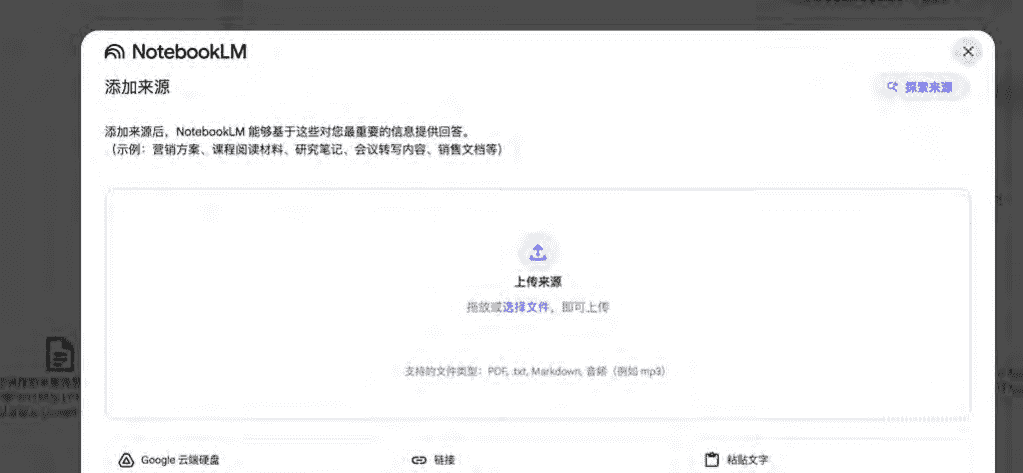 NotebookLM
添加来源
探索来源
添加来源后，NotebookLM 能够基于这些对您最重要的信息提供回答。
（示例：营销方案、课程阅读材料、研究笔记、会议转写内容、销售文档等）
上传来源
拖放或选择文件，即可上传
支持的文件类型：PDF, .txt, Markdown, 音频（例如 mp3）
Google 云端硬盘
链接
粘贴文字